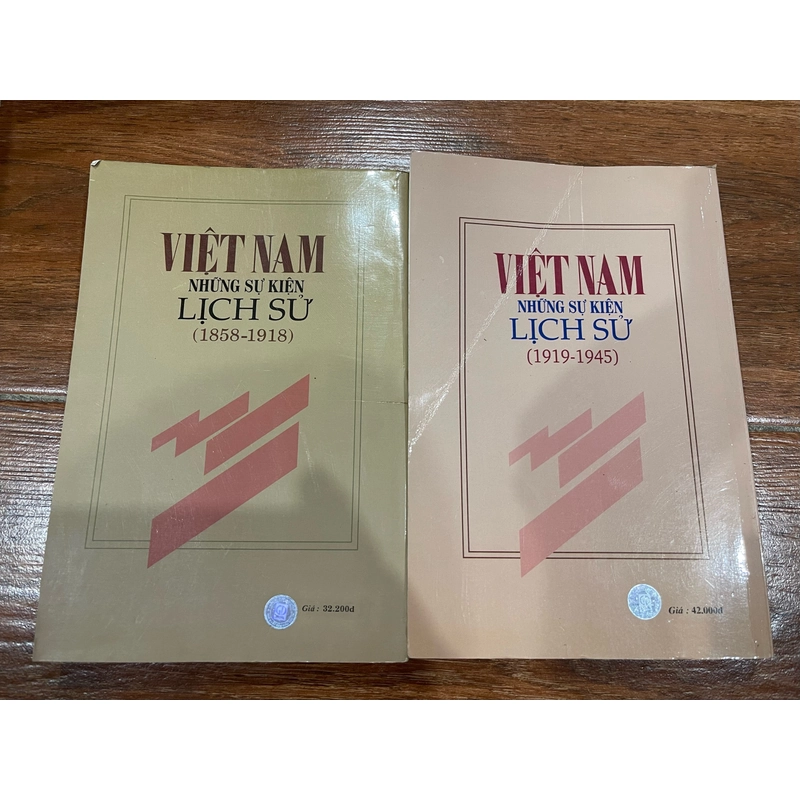 VIỆT NAM
NHỮNG SỰ KIỆN
LỊCH SỬ
(1858-1918)
Giá : 32.200đ
VIỆT NAM
NHỮNG SỰ KIỆN
LỊCH SỬ
(1919-1945)
Giá : 42.000đ